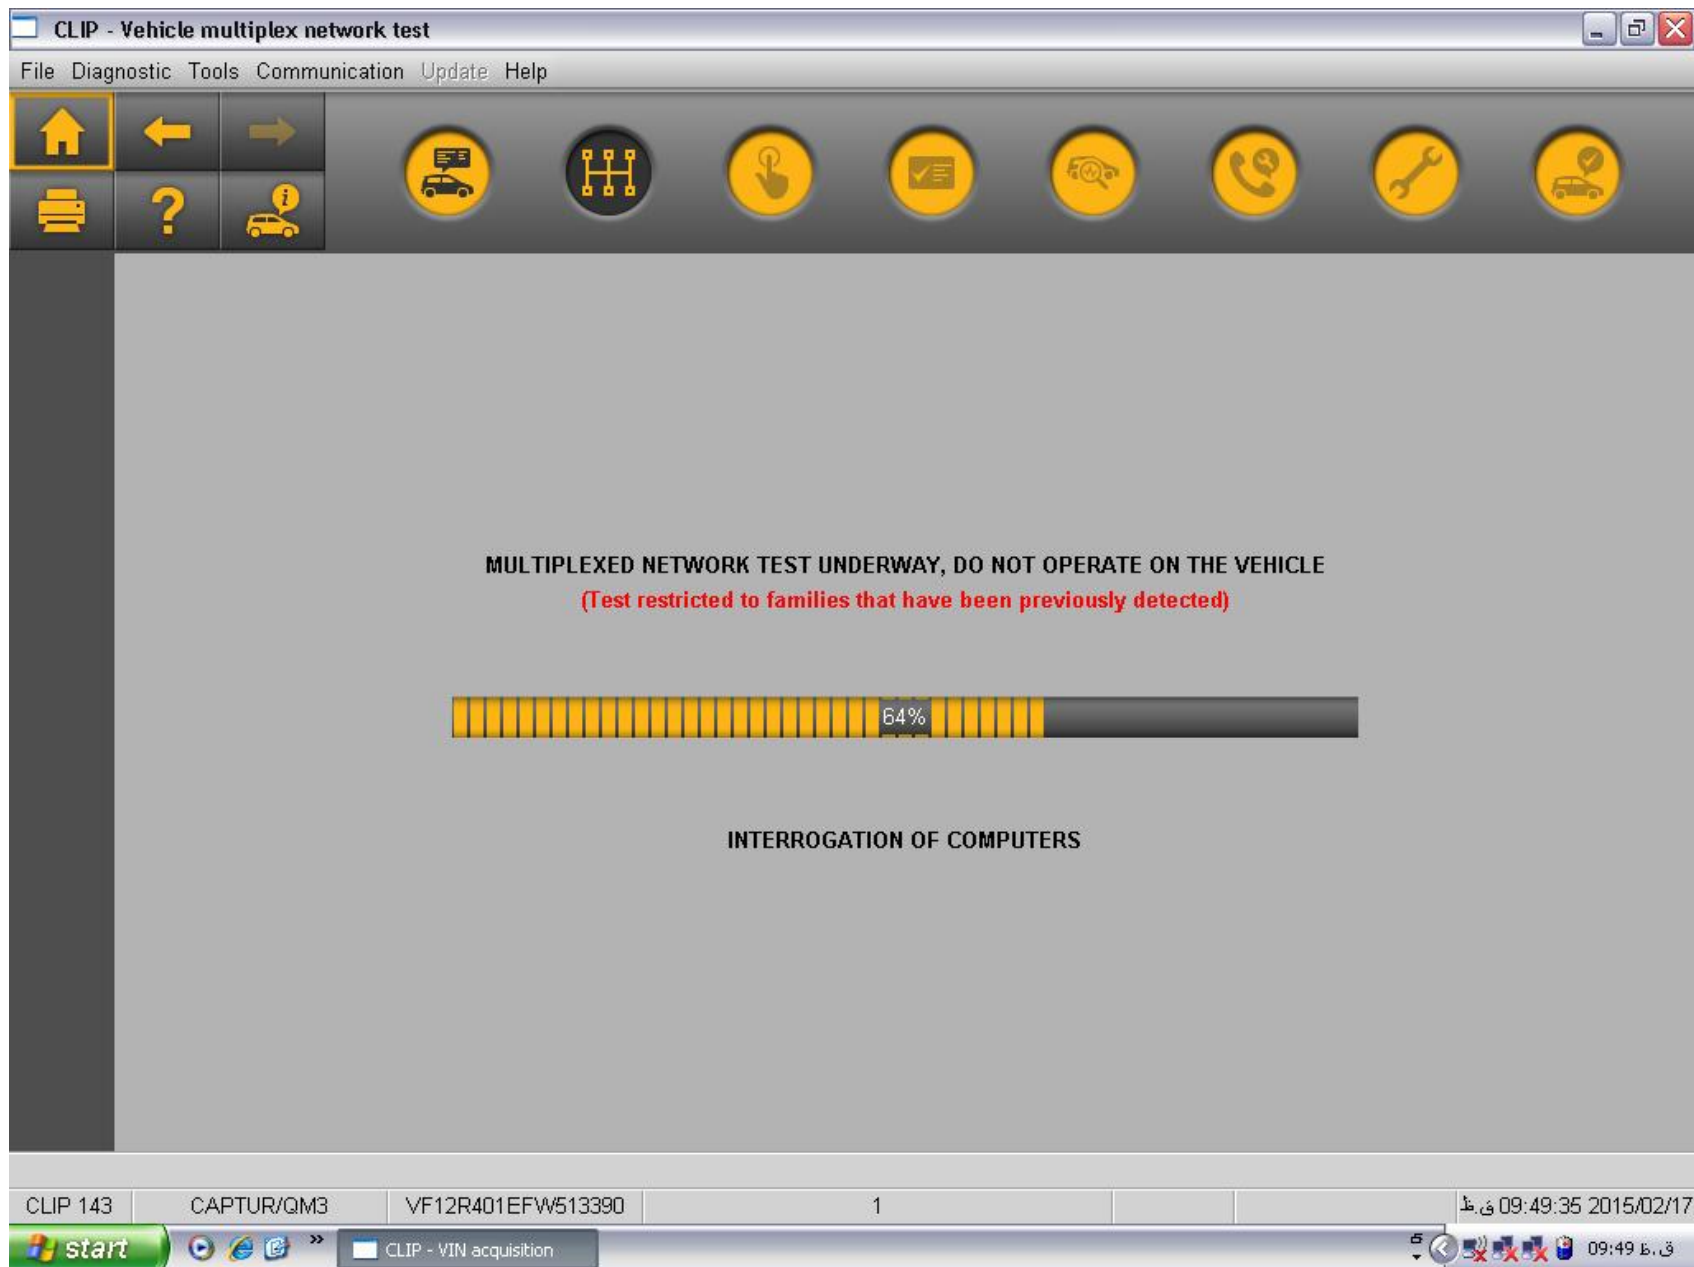 CLIP - Vehicle multiplex network test
File Diagnostic Tools Communication Update Help
MULTIPLEXED NETWORK TEST UNDERWAY, DO NOT OPERATE ON THE VEHICLE
(Test restricted to families that have been previously detected)
64%
INTERROGATION OF COMPUTERS
CLIP 143 CAPTUR/QM3 VF12R401EFW513390 1 ق.ظ 09:49:35 2015/02/17
start » CLIP - VIN acquisition 09:49 ق.ظ